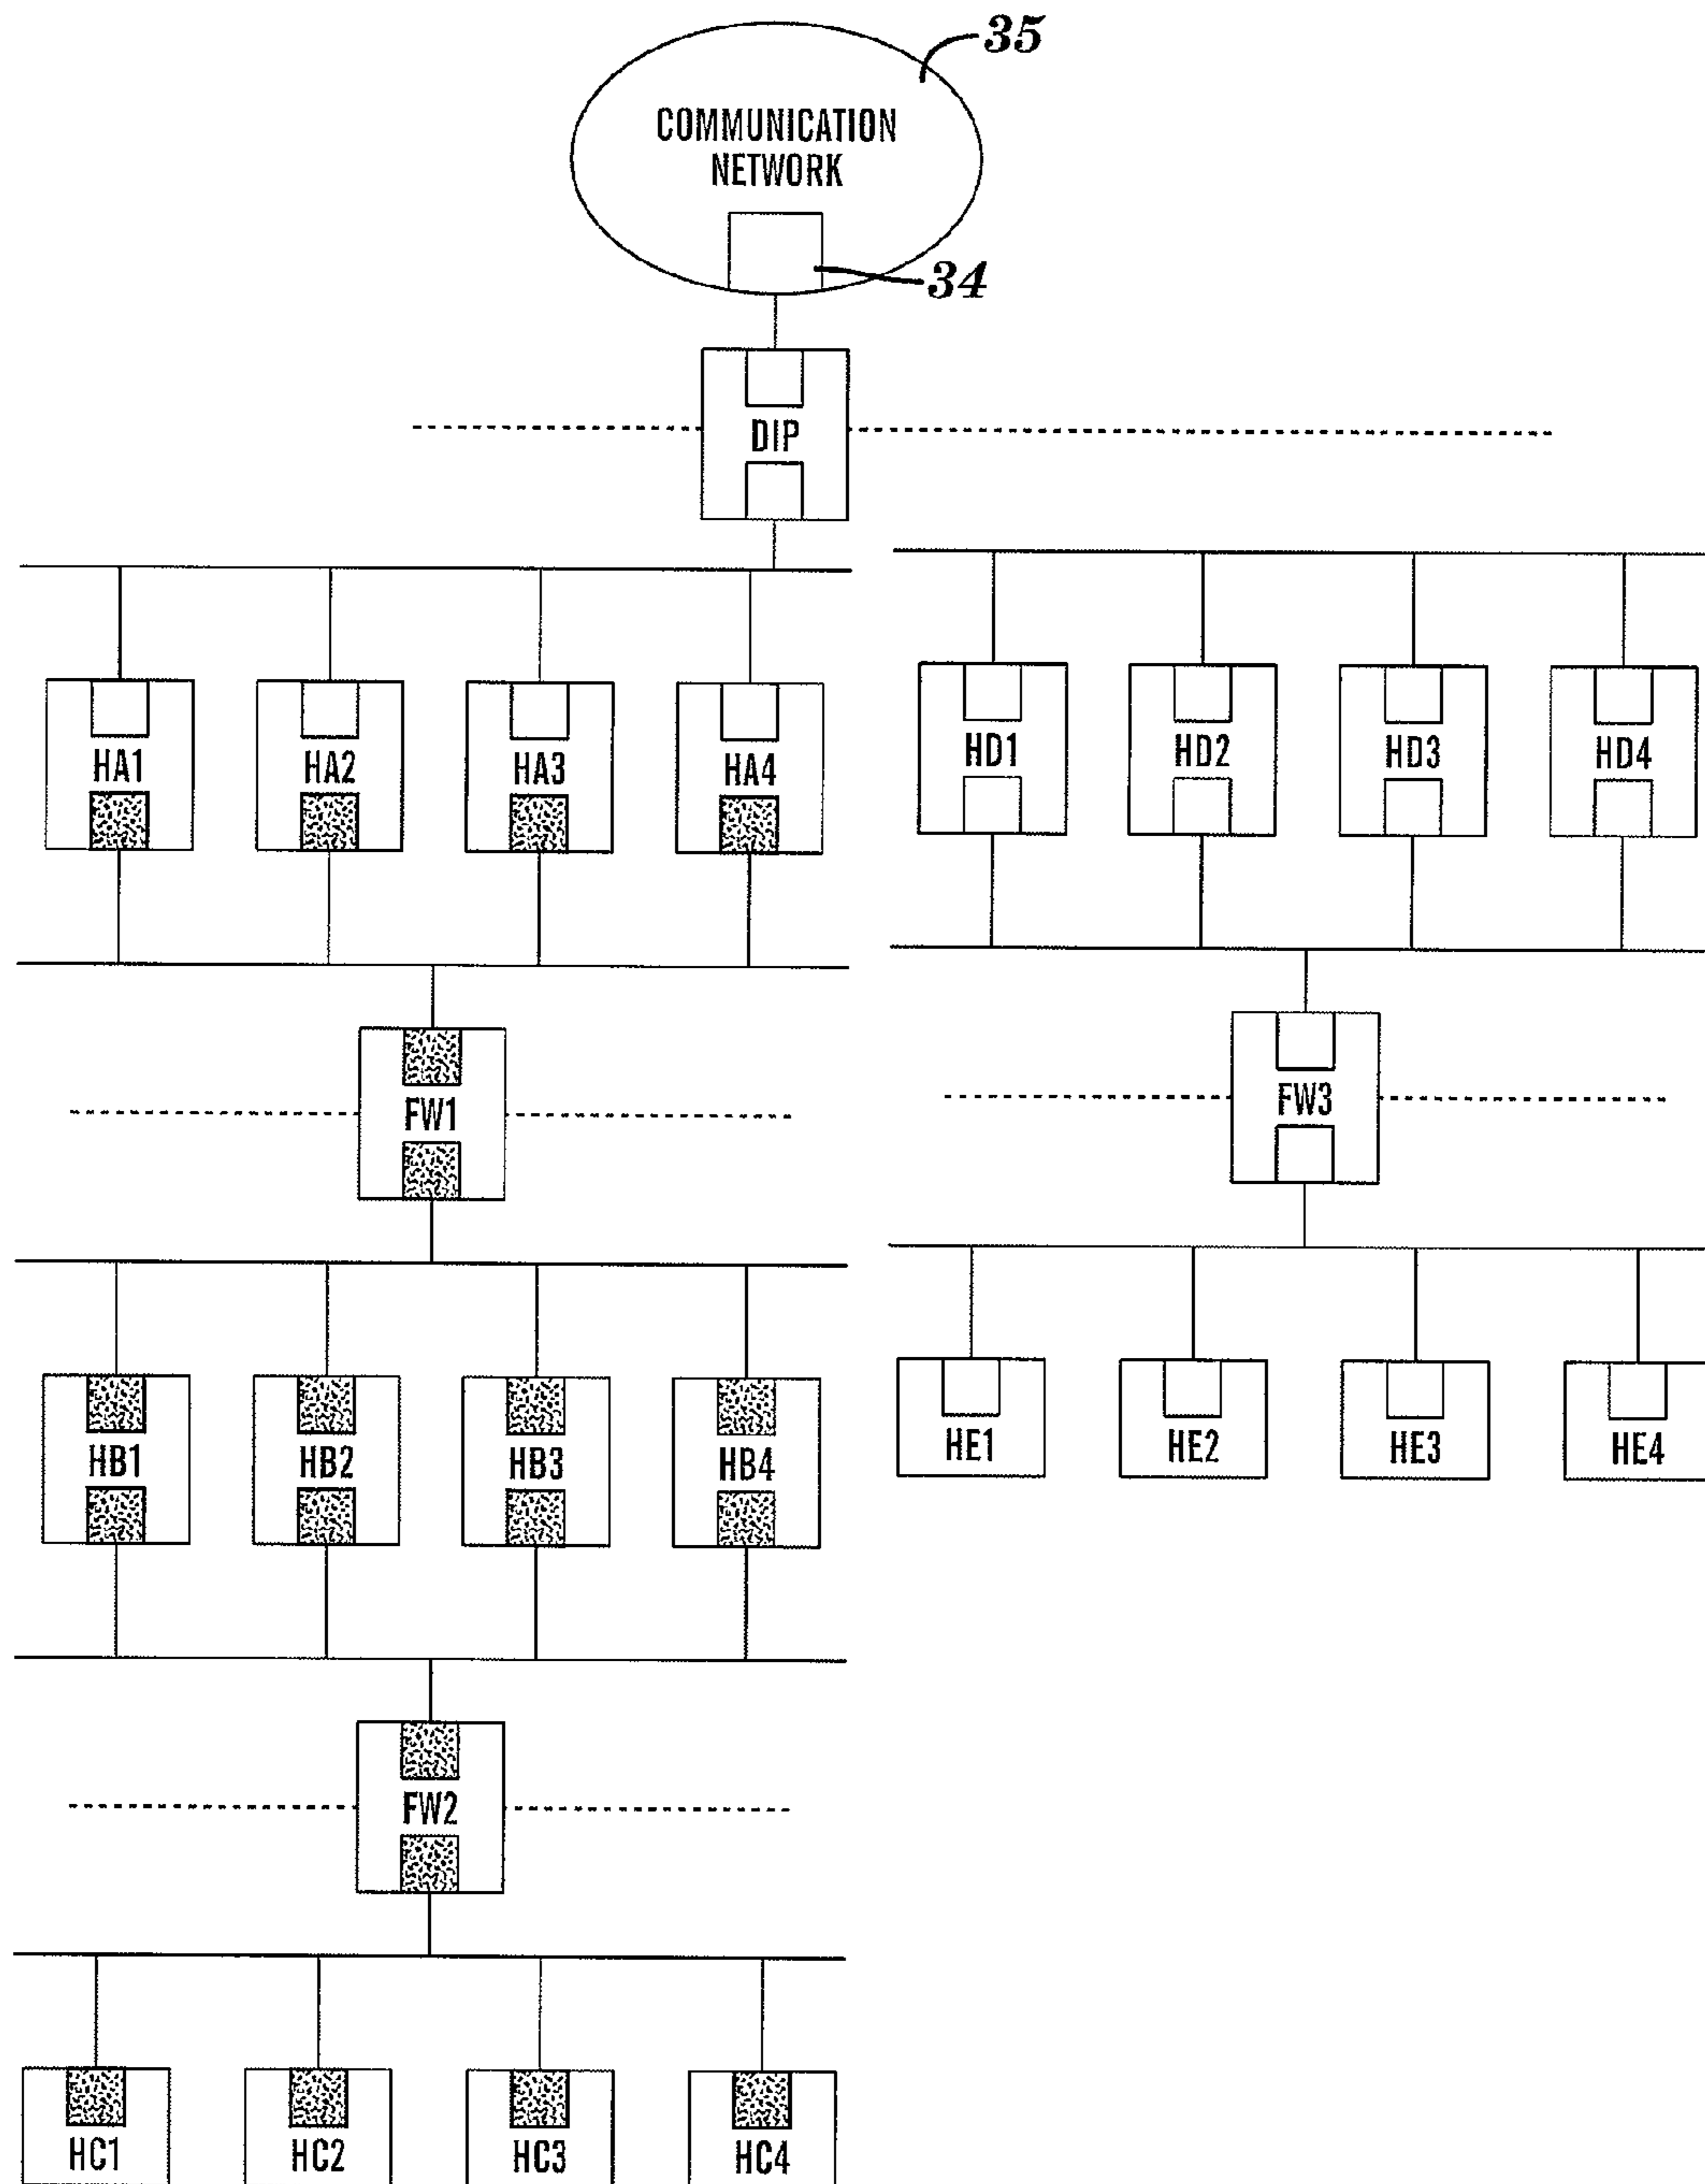 35
COMMUNICATION
NETWORK
34
DIP
HA1 HA2 HA3 HA4
HD1 HD2 HD3 HD4
FW1
FW3
HB1 HB2 HB3 HB4
HE1 HE2 HE3 HE4
FW2
HC1 HC2 HC3 HC4